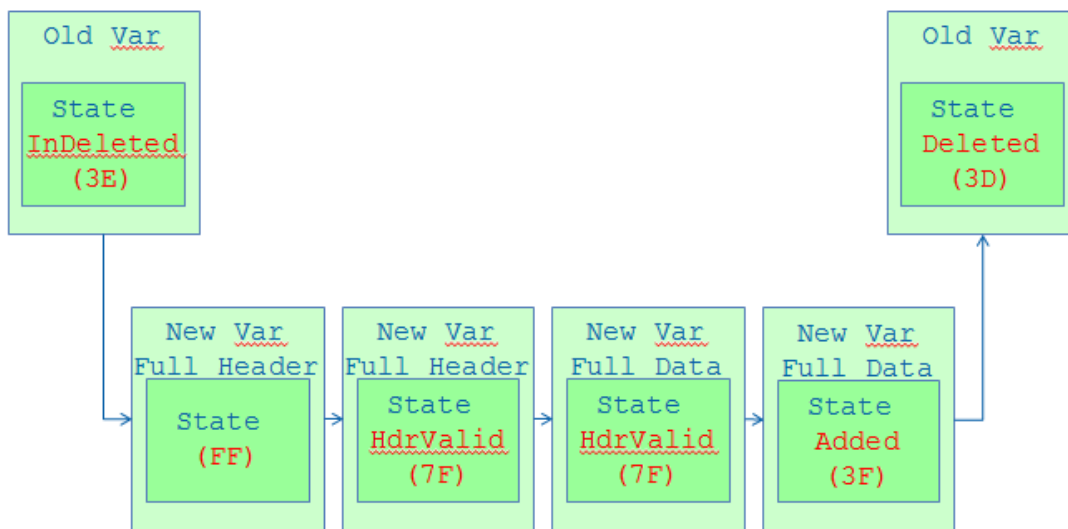 Old Var
State
InDeleted
(3E)
Old Var
State
Deleted
(3D)
New Var
Full Header
State
(FF)
New Var
Full Header
State
HdrValid
(7F)
New Var
Full Data
State
HdrValid
(7F)
New Var
Full Data
State
Added
(3F)